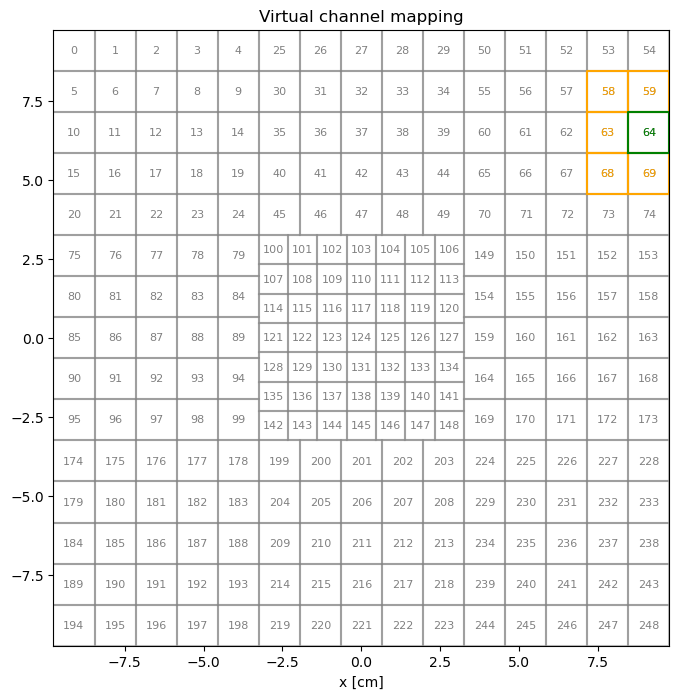 Virtual channel mapping
0 1 2 3 4 25 26 27 28 29 50 51 52 53 54
7.5 5 6 7 8 9 30 31 32 33 34 55 56 57 58 59
10 11 12 13 14 35 36 37 38 39 60 61 62 63 64
5.0 15 16 17 18 19 40 41 42 43 44 65 66 67 68 69
20 21 22 23 24 45 46 47 48 49 70 71 72 73 74
2.5 75 76 77 78 79 100 101 102 103 104 105 106 149 150 151 152 153
107 108 109 110 111 112 113
80 81 82 83 84 114 115 116 117 118 119 120 154 155 156 157 158
0.0 85 86 87 88 89 121 122 123 124 125 126 127 159 160 161 162 163
128 129 130 131 132 133 134
90 91 92 93 94 135 136 137 138 139 140 141 164 165 166 167 168
−2.5 95 96 97 98 99 142 143 144 145 146 147 148 169 170 171 172 173
174 175 176 177 178 199 200 201 202 203 224 225 226 227 228
−5.0 179 180 181 182 183 204 205 206 207 208 229 230 231 232 233
184 185 186 187 188 209 210 211 212 213 234 235 236 237 238
−7.5 189 190 191 192 193 214 215 216 217 218 239 240 241 242 243
194 195 196 197 198 219 220 221 222 223 244 245 246 247 248
−7.5 −5.0 −2.5 0.0 2.5 5.0 7.5
x [cm]